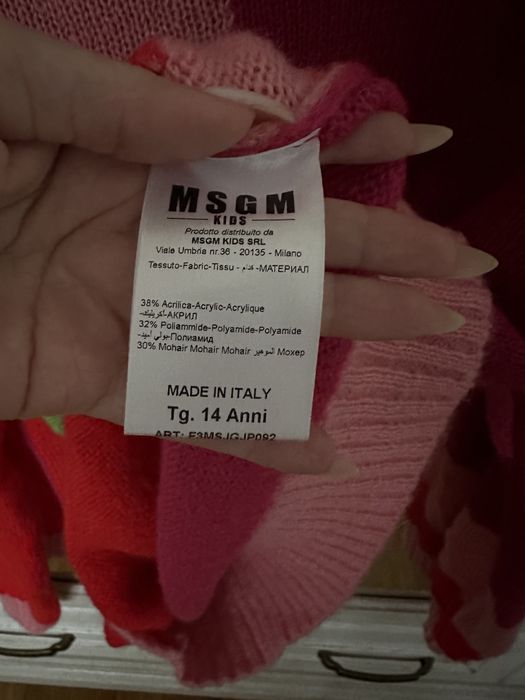 MSGM
KIDS
Prodotto distribuito da
MSGM KIDS SRL
Viale Umbria nr.36 - 20135 - Milano
Tessuto-Fabric-Tissu - قماش -МАТЕРИАЛ
38% Acrilica-Acrylic-Acrylique
-أكريليك-АКРИЛ
32% Poliammide-Polyamide-Polyamide
-بولي أميد-Полиамид
30% Mohair Mohair Mohair الموهير Мохер
MADE IN ITALY
Tg. 14 Anni
ART: F3MSJGJP092